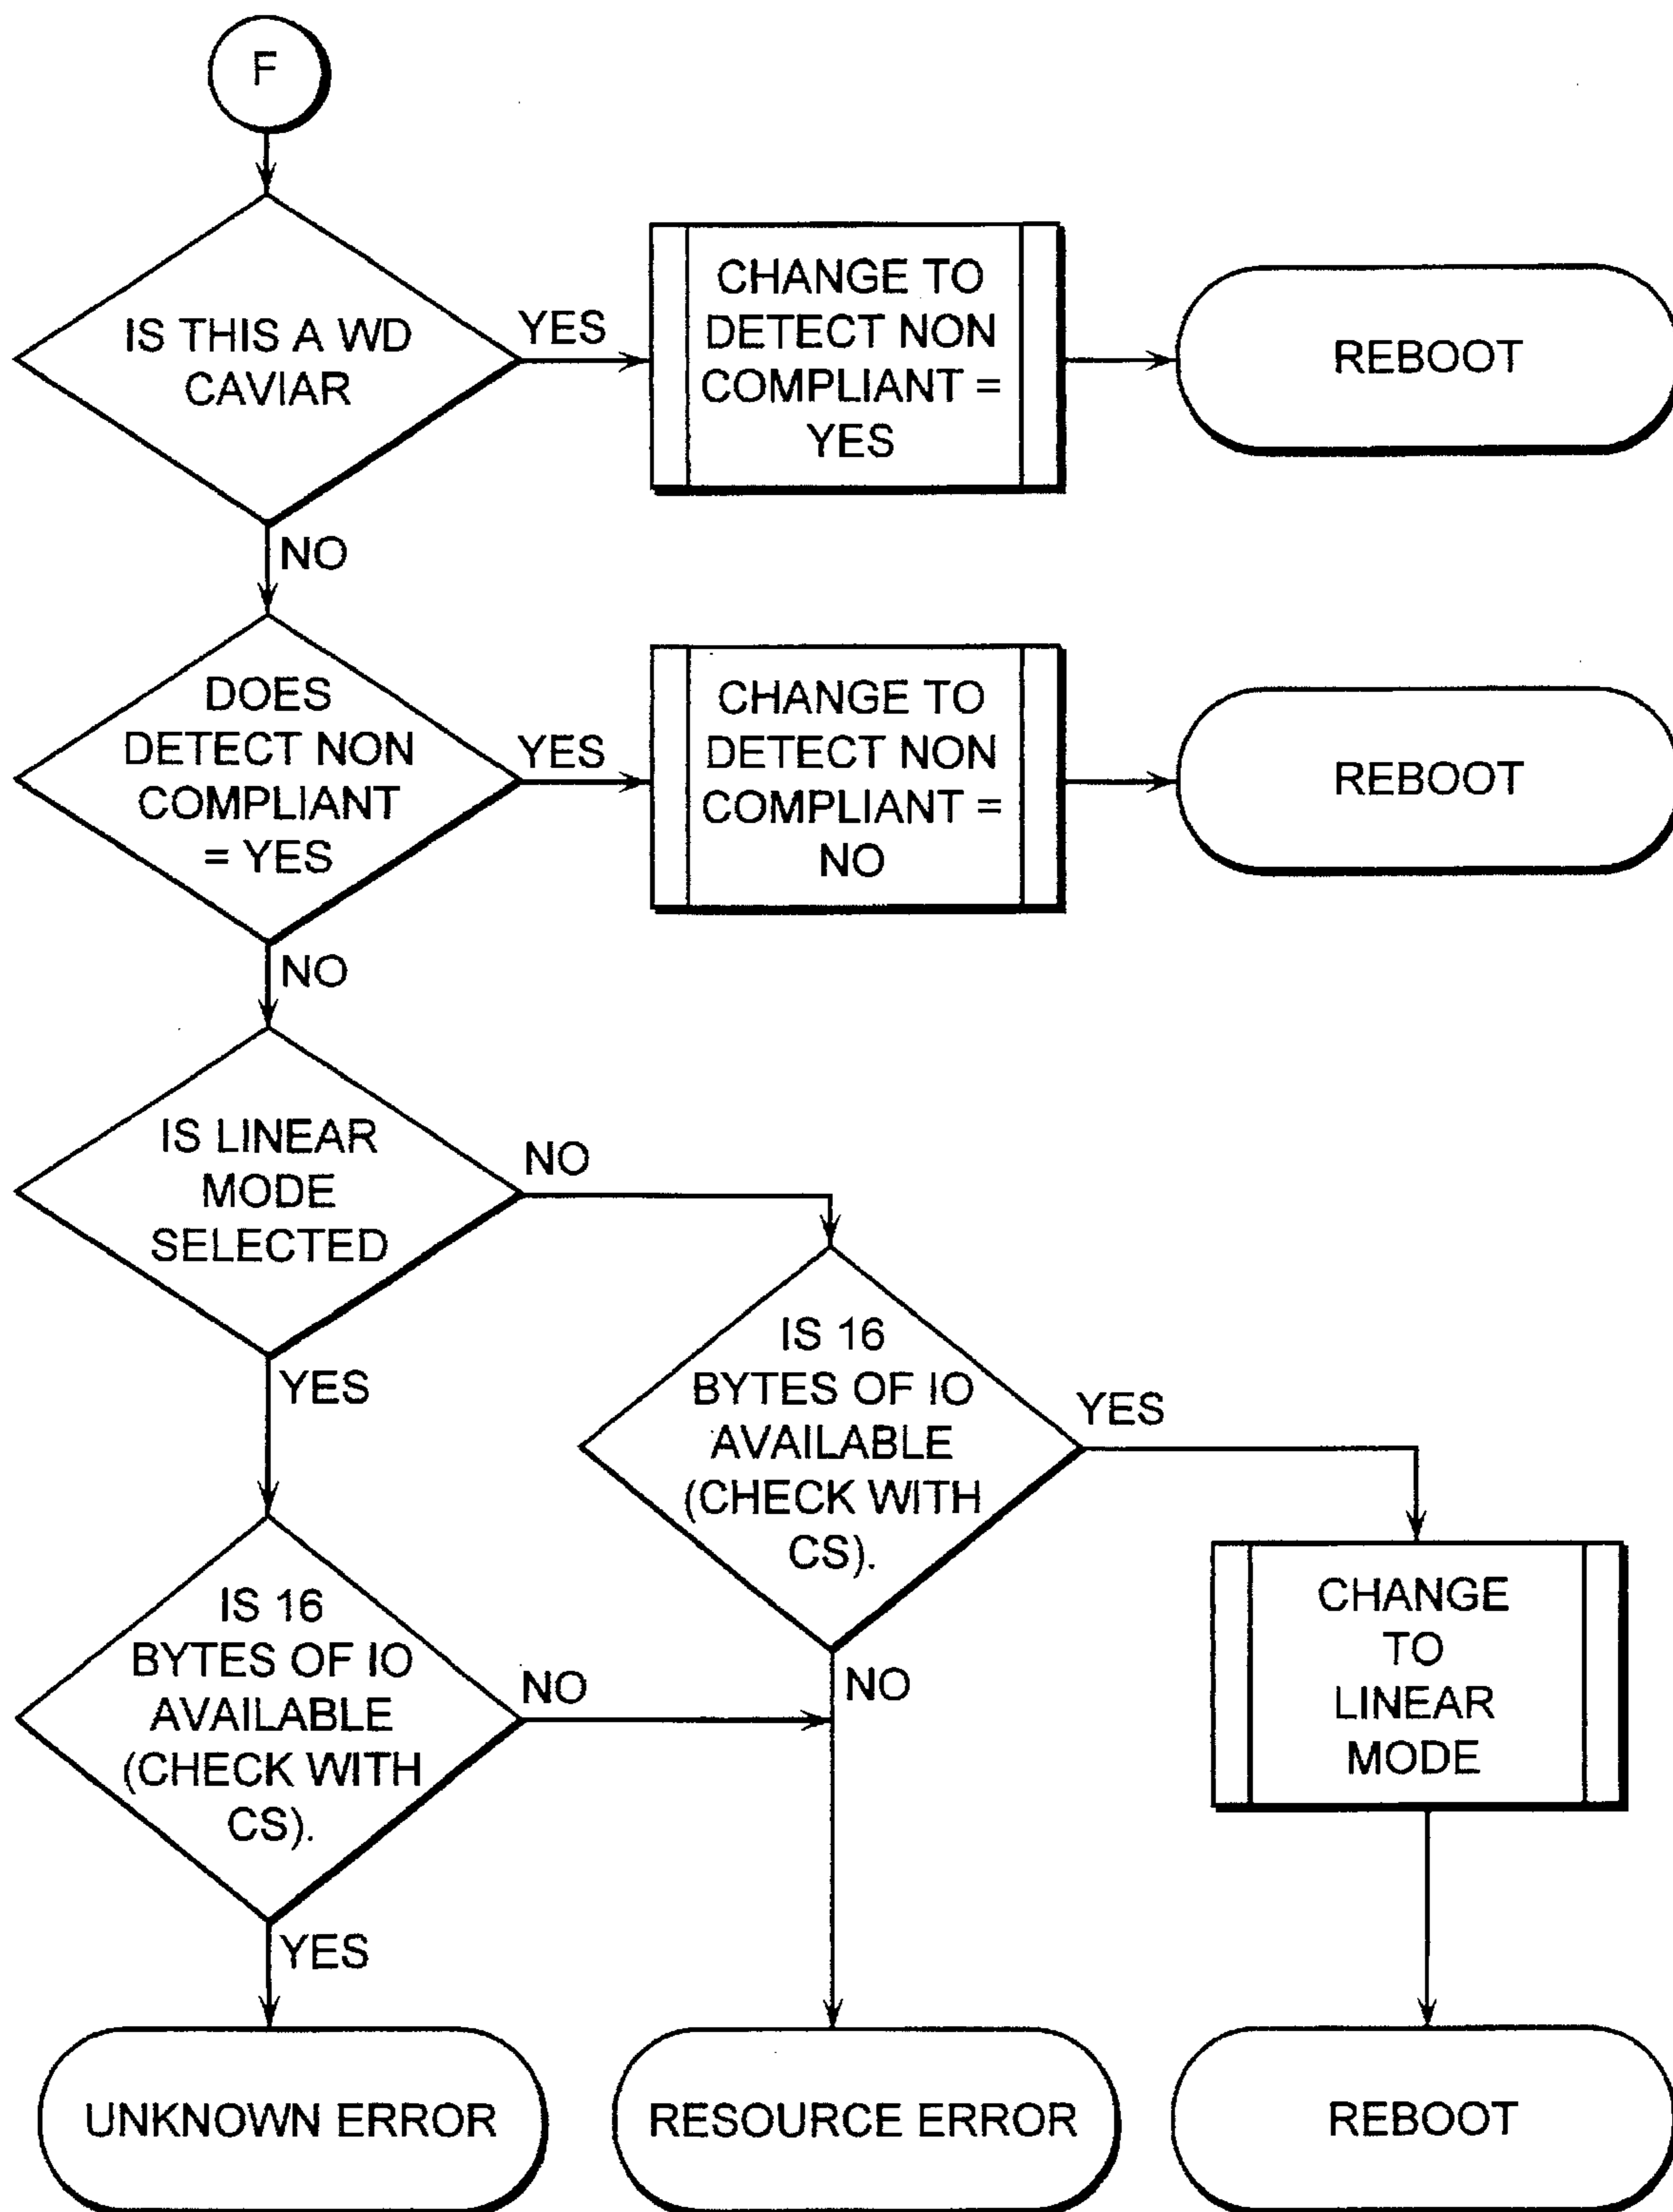 F
IS THIS A WD
CAVIAR
YES
CHANGE TO
DETECT NON
COMPLIANT =
YES
REBOOT
NO
DOES
DETECT NON
COMPLIANT
= YES
YES
CHANGE TO
DETECT NON
COMPLIANT =
NO
REBOOT
NO
IS LINEAR
MODE
SELECTED
NO
YES
IS 16
BYTES OF IO
AVAILABLE
(CHECK WITH
CS).
YES
NO
CHANGE
TO
LINEAR
MODE
IS 16
BYTES OF IO
AVAILABLE
(CHECK WITH
CS).
NO
YES
UNKNOWN ERROR
RESOURCE ERROR
REBOOT